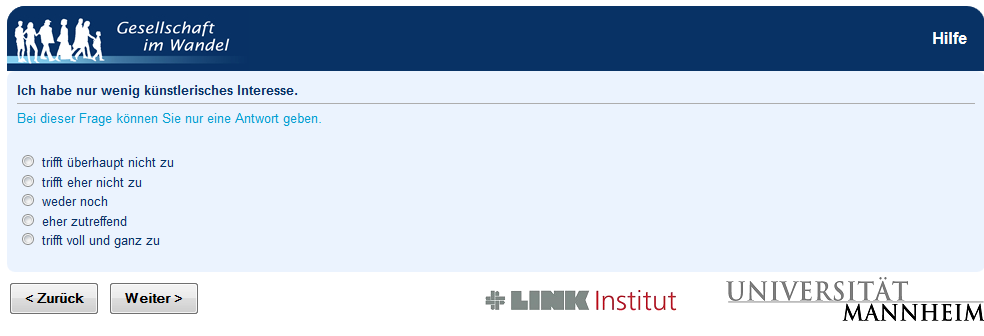 Gesellschaft
im Wandel
Hilfe
Ich habe nur wenig künstlerisches Interesse.
Bei dieser Frage können Sie nur eine Antwort geben.
trifft überhaupt nicht zu
trifft eher nicht zu
weder noch
eher zutreffend
trifft voll und ganz zu
< Zurück
Weiter >
LINK Institut
UNIVERSITÄT
MANNHEIM